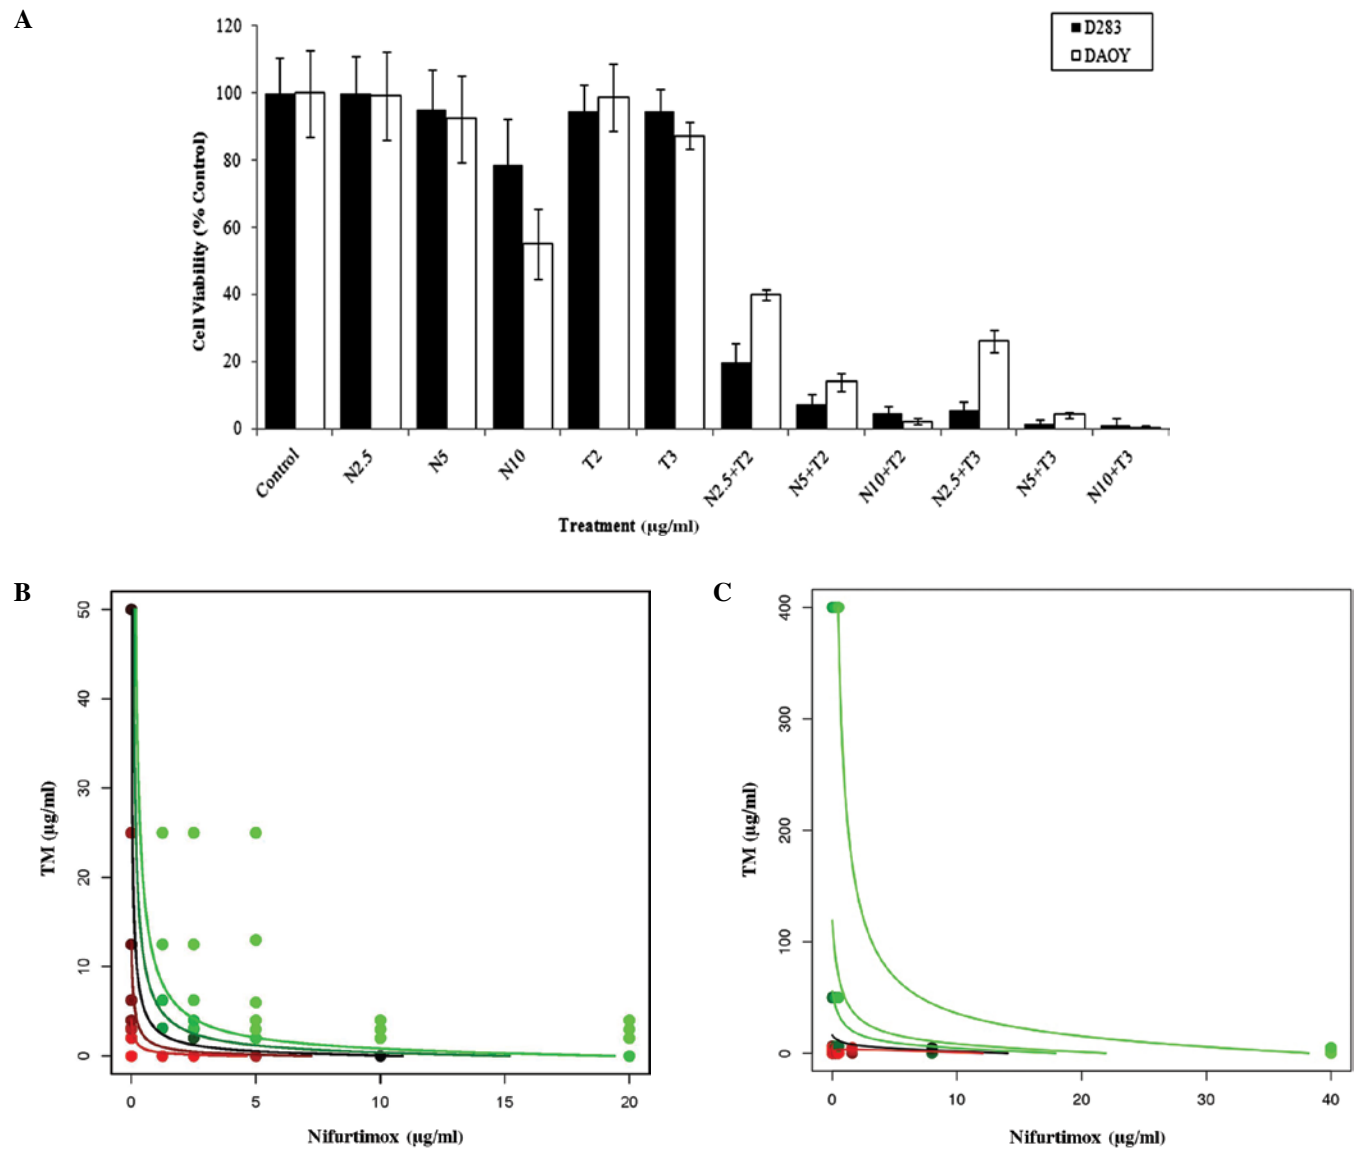 A
D283
DAOY
120
100
80
60
40
20
0
Cell Viability (% Control)
Control
N2.5
N5
N10
T2
T3
N2.5+T2
N5+T2
N10+T2
N2.5+T3
N5+T3
N10+T3
Treatment (µg/ml)
B
50
40
30
20
10
0
TM (µg/ml)
0
5
10
15
20
Nifurtimox (µg/ml)
C
400
300
200
100
0
TM (µg/ml)
0
10
20
30
40
Nifurtimox (µg/ml)